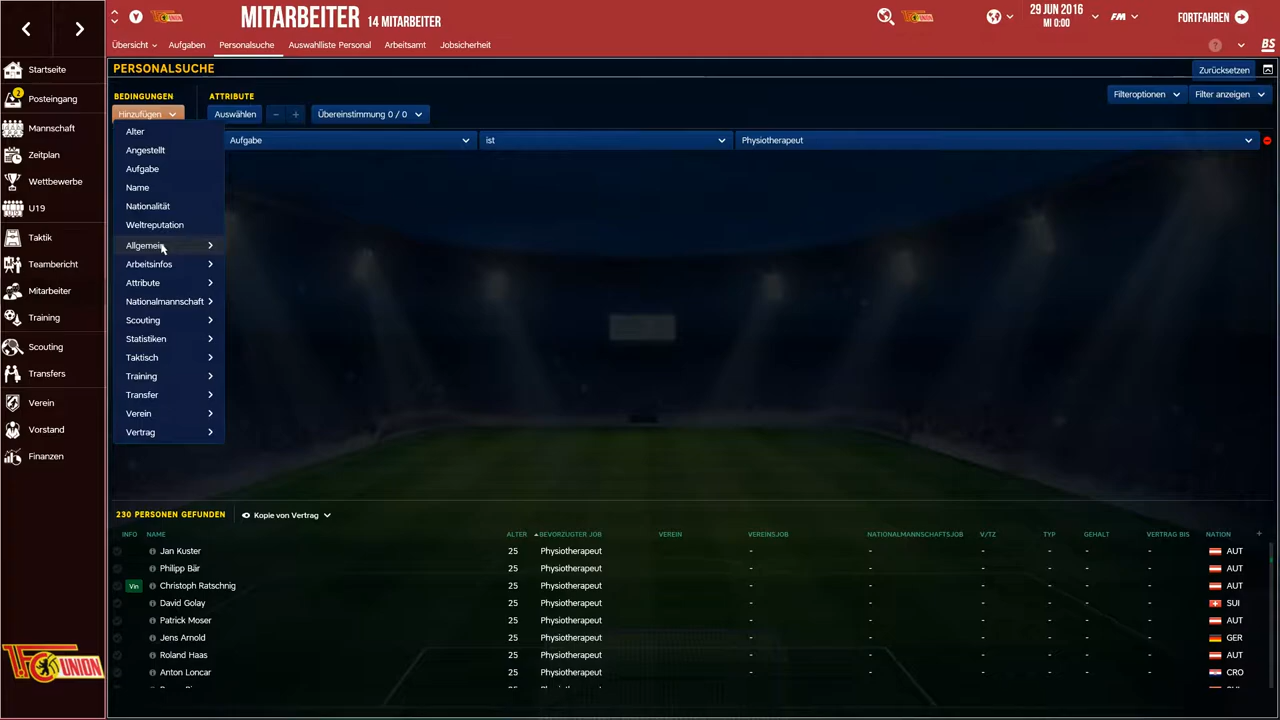 MITARBEITER 14 MITARBEITER
29 JUN 2016
MI 0:00
FM
FORTFAHREN
Übersicht
Aufgaben
Personalsuche
Auswahlliste Personal
Arbeitsamt
Jobsicherheit
?
BS
Startseite
2
Posteingang
Mannschaft
Zeitplan
Wettbewerbe
U19
Taktik
Teambericht
Mitarbeiter
Training
Scouting
Transfers
Verein
Vorstand
Finanzen
UNION
PERSONALSUCHE
Zurücksetzen
BEDINGUNGEN
ATTRIBUTE
Filteroptionen
Filter anzeigen
Hinzufügen
Auswählen
- +
Übereinstimmung 0 / 0
Aufgabe
ist
Physiotherapeut
Alter
Angestellt
Aufgabe
Name
Nationalität
Weltreputation
Allgemein
Arbeitsinfos
Attribute
Nationalmannschaft
Scouting
Statistiken
Taktisch
Training
Transfer
Verein
Vertrag
230 PERSONEN GEFUNDEN
Kopie von Vertrag
INFO NAME ALTER BEVORZUGTER JOB VEREIN VEREINSJOB NATIONALMANNSCHAFTSJOB V./TZ TYP GEHALT VERTRAG BIS NATION +
Jan Kuster 25 Physiotherapeut - - - - - - AUT
Philipp Bär 25 Physiotherapeut - - - - - - AUT
Vin Christoph Ratschnig 25 Physiotherapeut - - - - - - AUT
David Golay 25 Physiotherapeut - - - - - - SUI
Patrick Moser 25 Physiotherapeut - - - - - - AUT
Jens Arnold 25 Physiotherapeut - - - - - - GER
Roland Haas 25 Physiotherapeut - - - - - - AUT
Anton Loncar 25 Physiotherapeut - - - - - - CRO